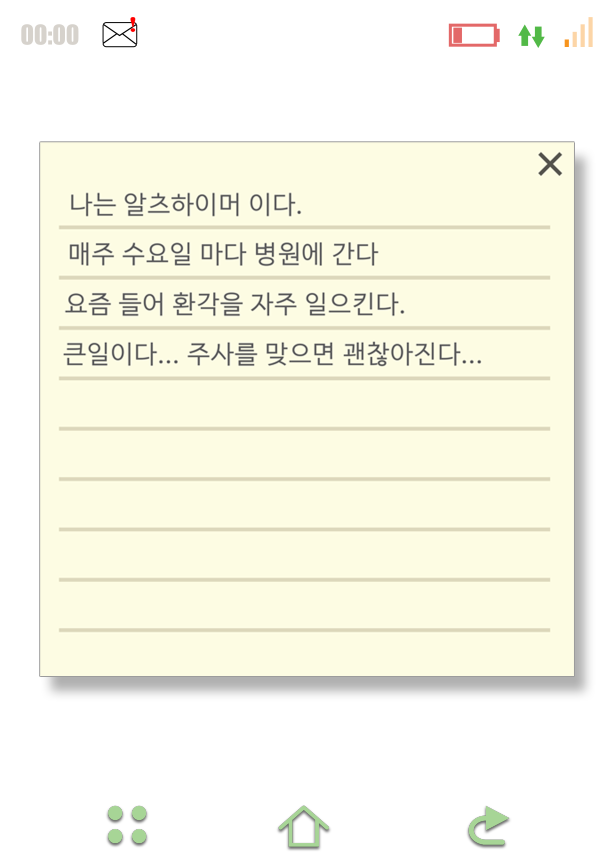 00:00
나는 알츠하이머 이다.
매주 수요일 마다 병원에 간다
요즘 들어 환각을 자주 일으킨다.
큰일이다... 주사를 맞으면 괜찮아진다...